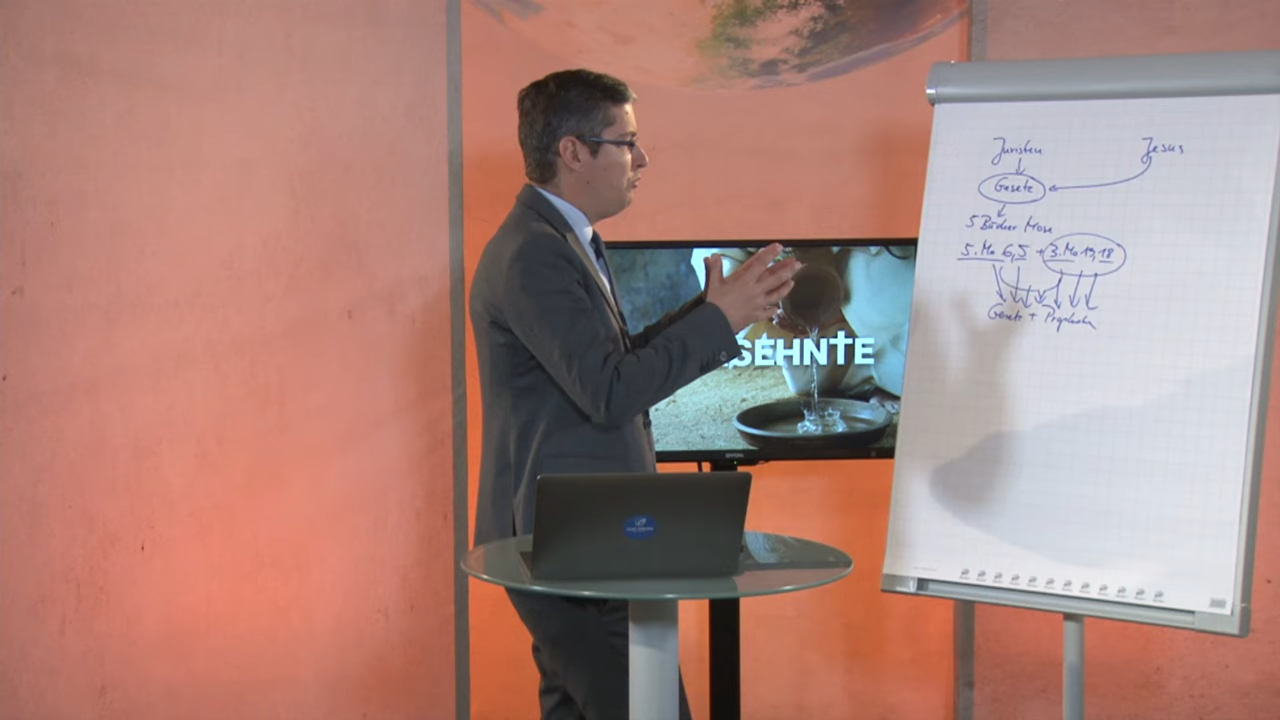 Juristen Jesus
Gesetz
5 Bücher Mose
5. Mo 6,5 + 3. Mo 19,18
Gesetz + Propheten
SEHNTE